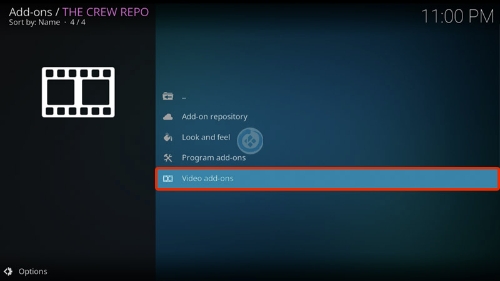 Add-ons / THE CREW REPO
Sort by: Name · 4 / 4
11:00 PM
..
Add-on repository
Look and feel
Program add-ons
Video add-ons
Options